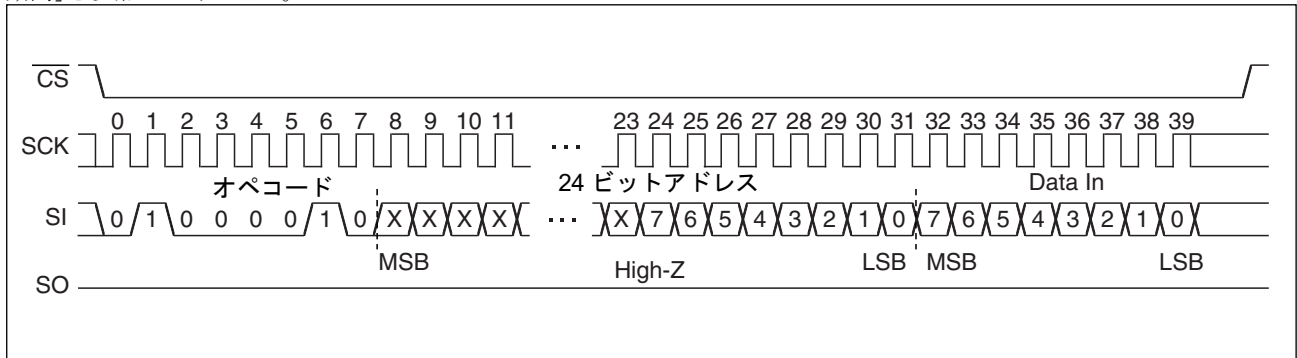 CS
0 1 2 3 4 5 6 7 8 9 10 11 23 24 25 26 27 28 29 30 31 32 33 34 35 36 37 38 39
SCK ...
オペコード 24 ビットアドレス Data In
SI 0 1 0 0 0 0 1 0 X X X X ... X 7 6 5 4 3 2 1 0 7 6 5 4 3 2 1 0
MSB High-Z LSB MSB LSB
SO